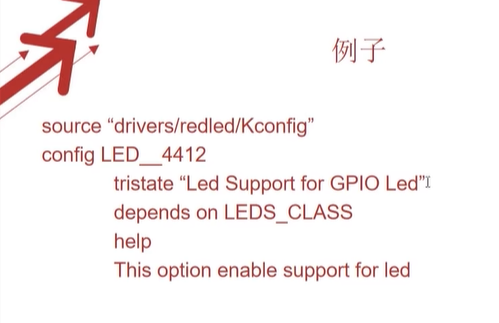 例子
source “drivers/redled/Kconfig”
config LED__4412
tristate “Led Support for GPIO Led”
depends on LEDS_CLASS
help
This option enable support for led